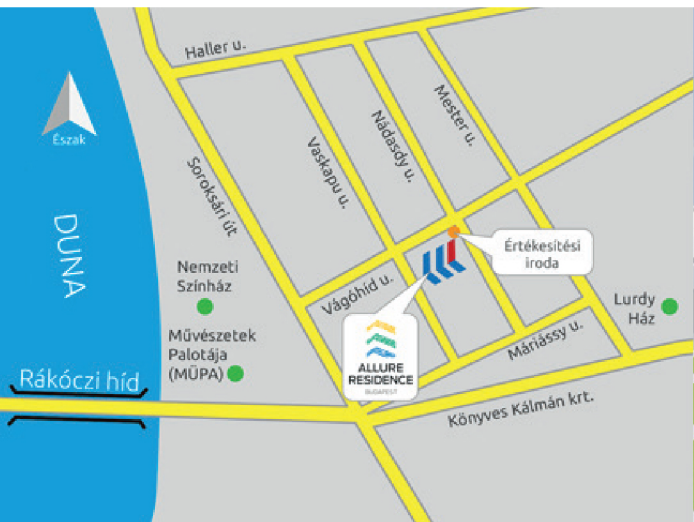 Haller u.
Észak
Mester u.
Nádasdy u.
Vaskapu u.
Soroksári út
DUNA
Értékesítési
iroda
Nemzeti
Színház
Vágóhíd u.
Lurdy
Ház
Művészetek
Palotája
(MÜPA)
Máriássy u.
ALLURE
RESIDENCE
BUDAPEST
Rákóczi híd
Könyves Kálmán krt.